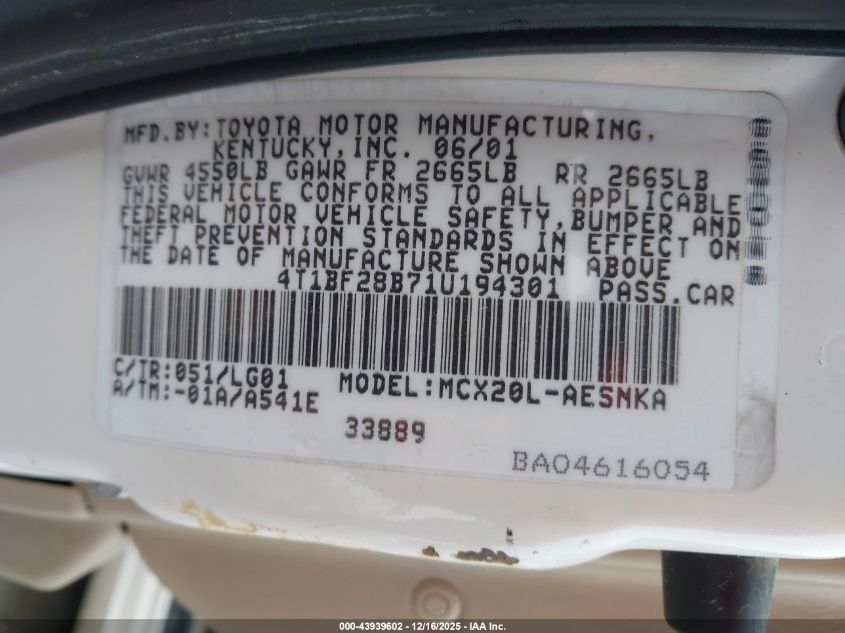 MFD.BY:TOYOTA MOTOR MANUFACTURING,
KENTUCKY,INC. 06/01
GVWR 4550LB GAWR FR 2665LB RR 2665LB
THIS VEHICLE CONFORMS TO ALL APPLICABLE
FEDERAL MOTOR VEHICLE SAFETY,BUMPER AND
THEFT PREVENTION STANDARDS IN EFFECT ON
THE DATE OF MANUFACTURE SHOWN ABOVE
4T1BF28B71U194301 PASS.CAR
C/TR:051/LG01 MODEL:MCX20L-AESNKA
A/TM:-01A/A541E
33889
BA04616054
000-43939602 - 12/16/2025 - IAA Inc.